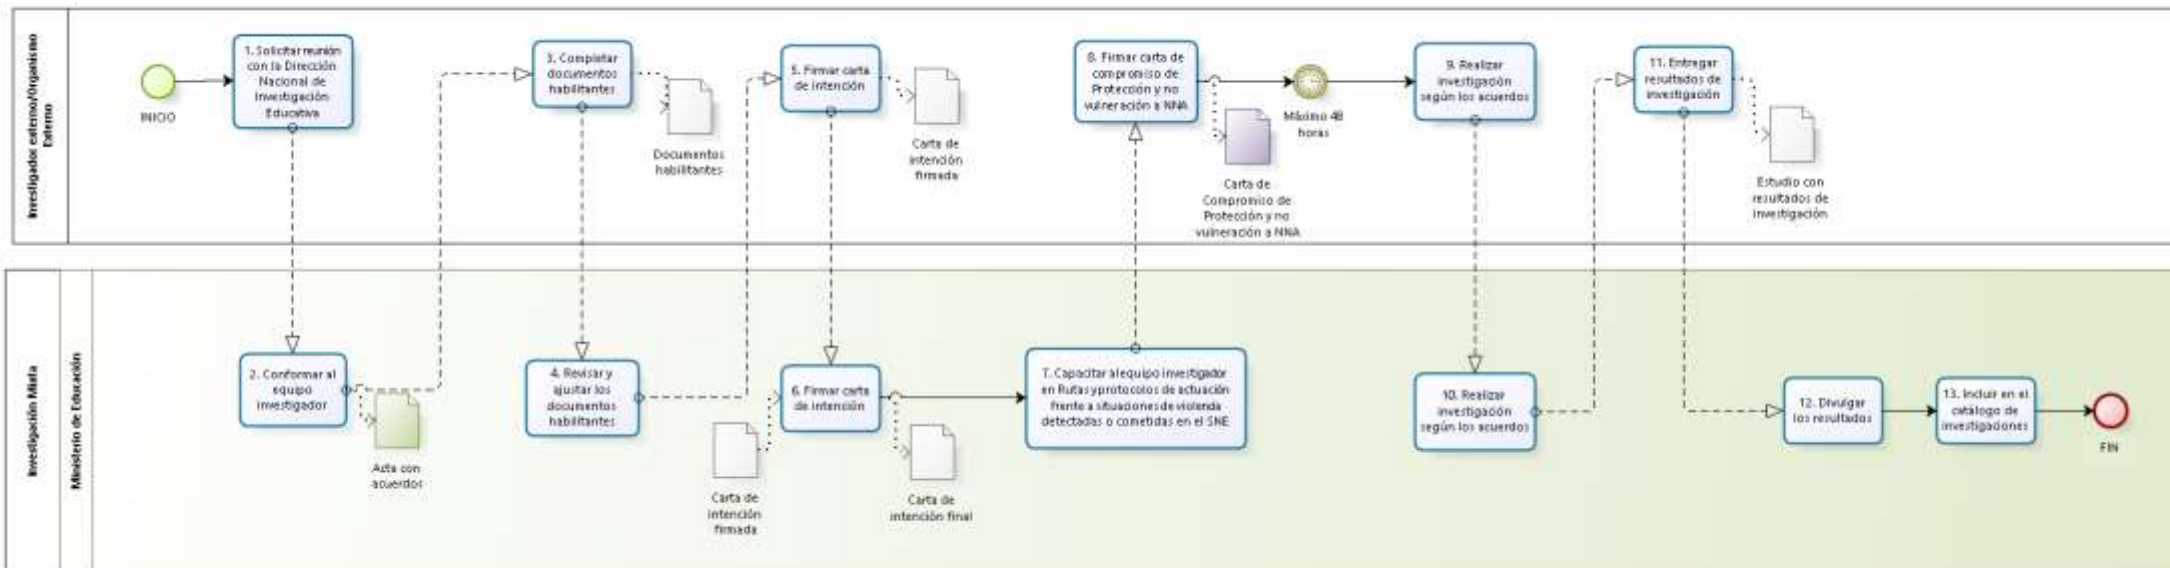 Investigador externo/Organismo
Externo
INICIO
1. Solicitar reunión
con la Dirección
Nacional de
Investigación
Educativa
3. Completar
documentos
habilitantes
Documentos
habilitantes
5. Firmar carta
de intención
Carta de
intención
firmada
8. Firmar carta de
compromiso de
Protección y no
vulneración a NNA
Carta de
Compromiso de
Protección y no
vulneración a NNA
Máximo 48
horas
9. Realizar
investigación
según los acuerdos
11. Entregar
resultados de
investigación
Estudio con
resultados de
investigación
Investigación Mixta
Ministerio de Educación
2. Conformar al
equipo
investigador
Acta con
acuerdos
4. Revisar y
ajustar los
documentos
habilitantes
Carta de
intención
firmada
6. Firmar carta
de intención
Carta de
intención final
7. Capacitar al equipo investigador
en Rutas y protocolos de actuación
frente a situaciones de violencia
detectadas o cometidas en el SNE
10. Realizar
investigación
según los acuerdos
12. Divulgar
los resultados
13. Incluir en el
catálogo de
investigaciones
FIN